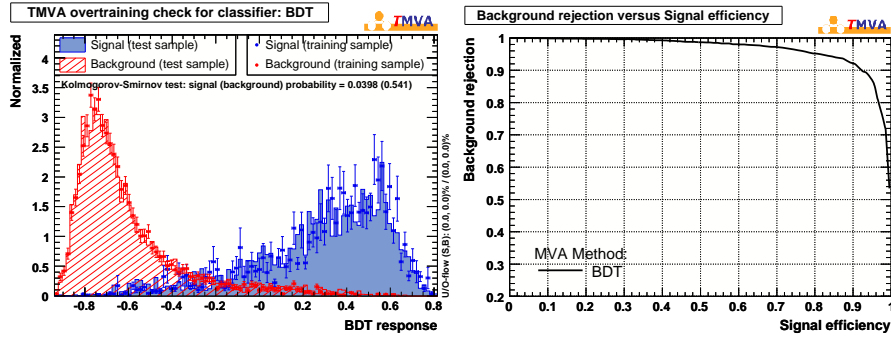 TMVA overtraining check for classifier: BDT
TMVA
Signal (test sample)
Background (test sample)
Signal (training sample)
Background (training sample)
Kolmogorov-Smirnov test: signal (background) probability = 0.0398 (0.541)
Normalized
4
3.5
3
2.5
2
1.5
1
0.5
0
-0.8 -0.6 -0.4 -0.2 -0 0.2 0.4 0.6 0.8
BDT response
U/O-flow (S,B): (0.0, 0.0)% / (0.0, 0.0)%
Background rejection versus Signal efficiency
TMVA
Background rejection
1
0.9
0.8
0.7
0.6
0.5
0.4
0.3
0.2
MVA Method:
BDT
0 0.1 0.2 0.3 0.4 0.5 0.6 0.7 0.8 0.9 1
Signal efficiency